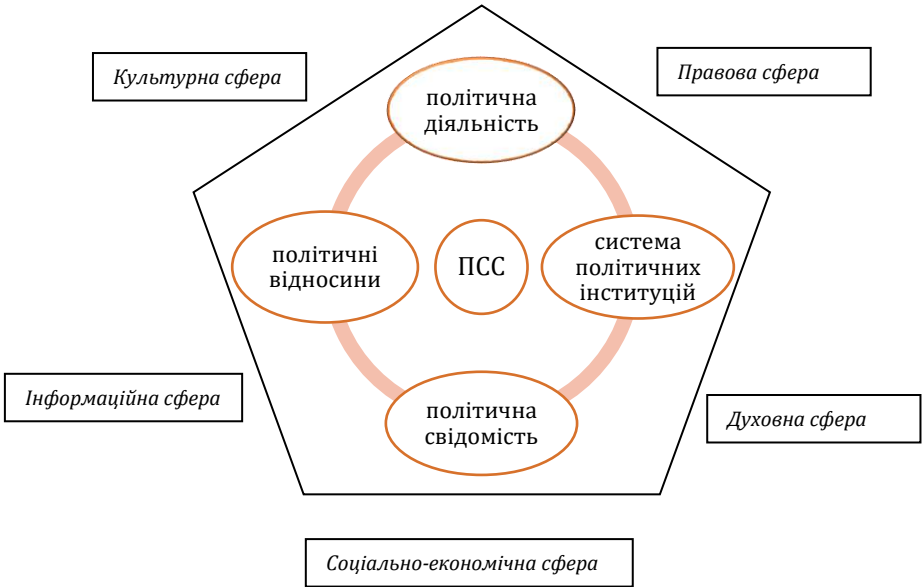 Культурна сфера
Правова сфера
політична
діяльність
політичні
відносини
ПСС
система
політичних
інституцій
Інформаційна сфера
політична
свідомість
Духовна сфера
Соціально-економічна сфера